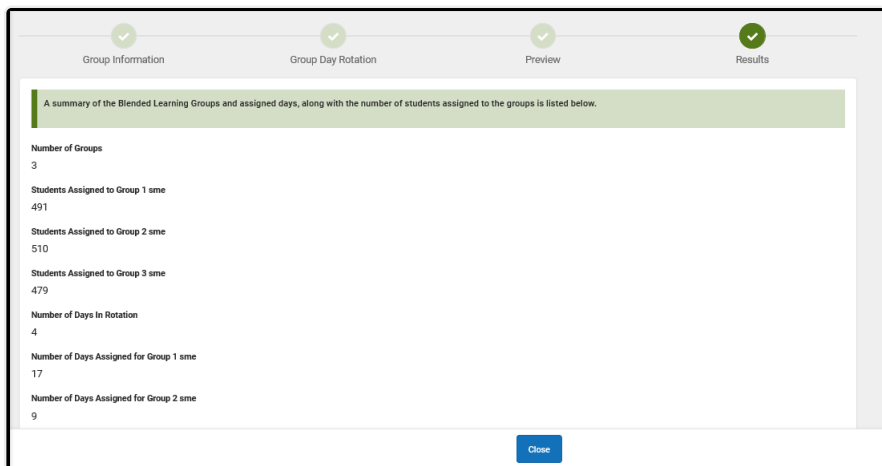 Group Information Group Day Rotation Preview Results
A summary of the Blended Learning Groups and assigned days, along with the number of students assigned to the groups is listed below.
Number of Groups
3
Students Assigned to Group 1 sme
491
Students Assigned to Group 2 sme
510
Students Assigned to Group 3 sme
479
Number of Days In Rotation
4
Number of Days Assigned for Group 1 sme
17
Number of Days Assigned for Group 2 sme
9
Close